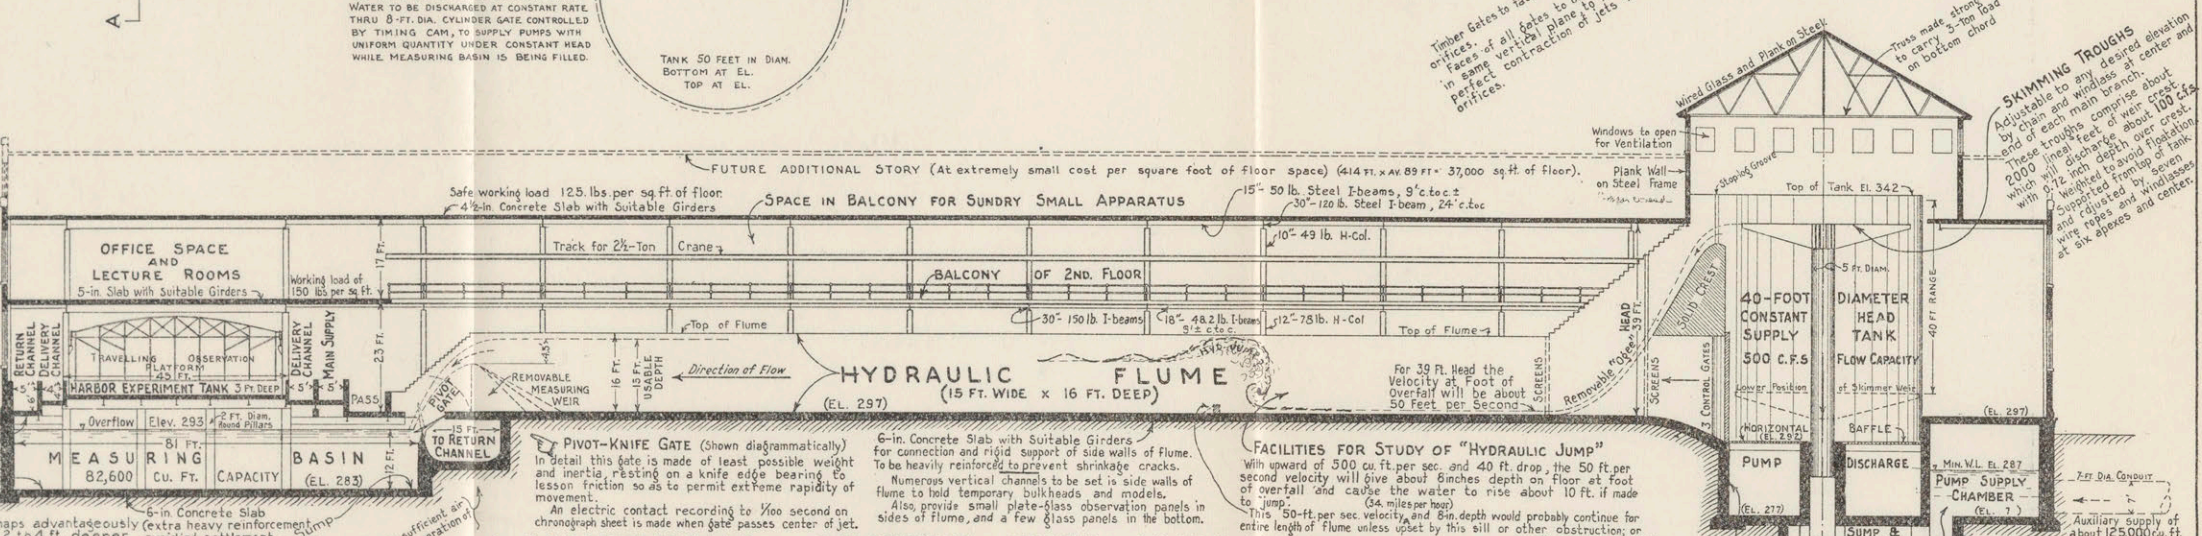 A
WATER TO BE DISCHARGED AT CONSTANT RATE
THRU 8-FT. DIA. CYLINDER GATE CONTROLLED
BY TIMING CAM, TO SUPPLY PUMPS WITH
UNIFORM QUANTITY UNDER CONSTANT HEAD
WHILE MEASURING BASIN IS BEING FILLED.
TANK 50 FEET IN DIAM.
BOTTOM AT EL.
TOP AT EL.
Timber Gates to
orifices.
Faces of all gates to
in same vertical plane to
perfect contraction of jets
orifices.
Wired Glass and Plank on Steel
Truss made strong
to carry 3-Ton load
on bottom chord
SKIMMING TROUGHS
Adjustable to any desired elevation
by chain and windlass at center and
end of each main branch.
These troughs comprise about
2000 lineal feet of weir crest
which will discharge about 100 c.f.s.
with 0.72 inch depth over crest.
Weighted to avoid floatation.
Supported from top of tank
and adjusted by seven
wire ropes and windlasses
at six apexes and center.
Windows to open
for Ventilation
Plank Wall
on Steel Frame
FUTURE ADDITIONAL STORY (At extremely small cost per square foot of floor space) (414 FT. x AV. 89 FT = 37,000 sq.ft. of floor).
Safe working load 125. lbs. per sq. ft. of floor
4½-in. Concrete Slab with Suitable Girders
SPACE IN BALCONY FOR SUNDRY SMALL APPARATUS
15"- 50 lb. Steel I-beams, 9' c.to c. ±
30"-120 lb. Steel I-beam, 24' c.toc
Stoplog Groove
Top of Tank El. 342
OFFICE SPACE
AND
LECTURE ROOMS
5-in. Slab with Suitable Girders
Working load of
150 lbs per sq. ft.
17 FT.
Track for 2½-Ton Crane
10"- 49 lb. H-Col.
BALCONY OF 2ND. FLOOR
30"- 150 lb. I-beams
18"- 48.2 lb. I-beams
9'± c.to c.
12"-78 lb. H-Col
Top of Flume
Top of Flume
RETURN CHANNEL
DELIVERY CHANNEL
TRAVELLING OBSERVATION
PLATFORM
45 FT.
HARBOR EXPERIMENT TANK 3 FT. DEEP
DELIVERY CHANNEL
MAIN SUPPLY
23 FT.
5'
5'
PASS
PIVOT GATE
REMOVABLE
MEASURING
WEIR
16 FT.
15 FT.
USABLE DEPTH
Direction of Flow
HYDRAULIC FLUME
(15 FT. WIDE x 16 FT. DEEP)
(EL. 297)
HYD. JUMP
For 39 Ft. Head the
Velocity at Foot of
Overfall will be about
50 Feet per Second
SCREENS
Removable "Ogee"
HEAD 39 FT.
SOLID CREST
SCREENS
3 CONTROL GATES
5 FT. DIAM.
40-FOOT DIAMETER
CONSTANT HEAD
SUPPLY TANK
500 C.F.S FLOW CAPACITY
Lower Position of Skimmer Weir
40 FT. RANGE
HORIZONTAL BAFFLE
(EL. 292)
(EL. 297)
Overflow Elev. 293
2 FT. Diam.
Round Pillars
81 FT.
MEASURING BASIN
82,600 CU. FT. CAPACITY (EL. 283)
12 FT.
15 FT.
TO RETURN
CHANNEL
6-in. Concrete Slab
(extra heavy reinforcement
haps advantageously
Sump
PIVOT-KNIFE GATE (Shown diagrammatically)
In detail this gate is made of least possible weight
and inertia, resting on a knife edge bearing to
lesson friction so as to permit extreme rapidity of
movement.
An electric contact recording to 1/100 second on
chronograph sheet is made when gate passes center of jet.
6-in. Concrete Slab with Suitable Girders
for connection and rigid support of side walls of flume.
To be heavily reinforced to prevent shrinkage cracks.
Numerous vertical channels to be set is side walls of
flume to hold temporary bulkheads and models.
Also, provide small plate-glass observation panels in
sides of flume, and a few glass panels in the bottom.
FACILITIES FOR STUDY OF "HYDRAULIC JUMP"
With upward of 500 cu. ft. per sec. and 40 ft. drop, the 50 ft. per
second velocity will give about 8 inches depth on floor at foot
of overfall and cause the water to rise about 10 ft. if made
to jump. (34. miles per hour)
This 50-ft. per sec. velocity and 8-in. depth would probably continue for
entire length of flume unless upset by this sill or other obstruction; or
PUMP DISCHARGE
(EL. 277)
SUMP &
MIN. W.L. EL. 287
PUMP SUPPLY
CHAMBER
7-FT DIA. CONDUIT
Auxiliary supply of
about 125,000 cu. ft.